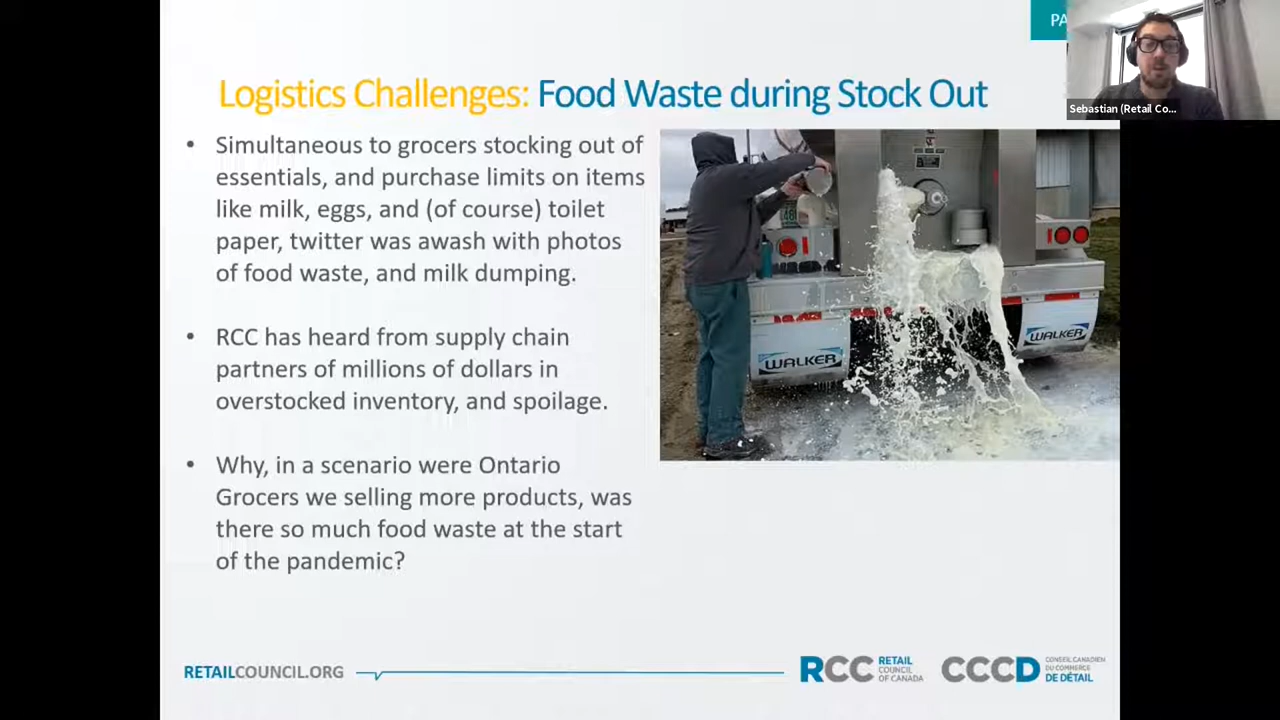 PA
Sebastian (Retail Co...
Logistics Challenges: Food Waste during Stock Out
• Simultaneous to grocers stocking out of
essentials, and purchase limits on items
like milk, eggs, and (of course) toilet
paper, twitter was awash with photos
of food waste, and milk dumping.
• RCC has heard from supply chain
partners of millions of dollars in
overstocked inventory, and spoilage.
• Why, in a scenario were Ontario
Grocers we selling more products, was
there so much food waste at the start
of the pandemic?
WALKER
WALKER
RETAILCOUNCIL.ORG
RCC RETAIL
COUNCIL
OF CANADA
CCCD CONSEIL CANADIEN
DU COMMERCE
DE DÉTAIL